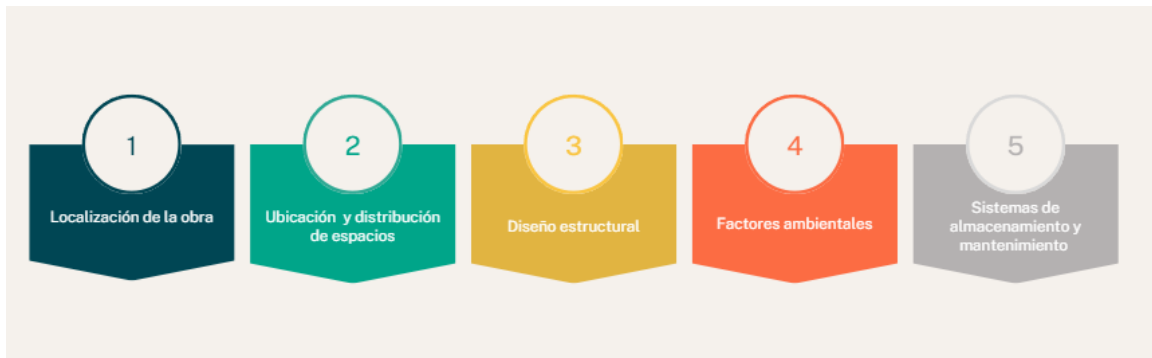 1
Localización de la obra
2
Ubicación y distribución
de espacios
3
Diseño estructural
4
Factores ambientales
5
Sistemas de
almacenamiento y
mantenimiento